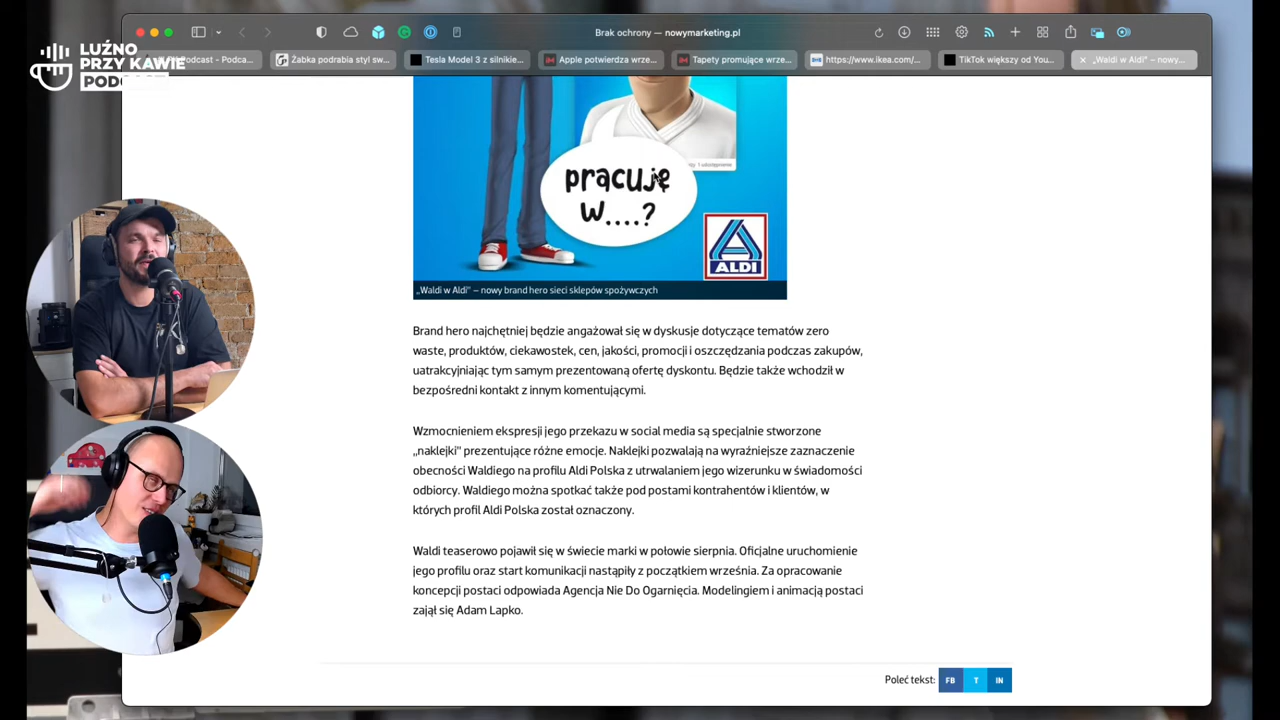 LUŹNO
PRZY KAWIE
PODCAST
Brak ochrony — nowymarketing.pl
Podcast - Podca...
Żabka podrabia styl sw...
Tesla Model 3 z silnikie...
Apple potwierdza wrze...
Tapety promujące wrze...
https://www.ikea.com/...
TikTok większy od You...
„Waldi w Aldi” – nowy...
pracuję
w....?
1 udostępnienie
ALDI
„Waldi w Aldi” – nowy brand hero sieci sklepów spożywczych
Brand hero najchętniej będzie angażował się w dyskusje dotyczące tematów zero
waste, produktów, ciekawostek, cen, jakości, promocji i oszczędzania podczas zakupów,
uatrakcyjniając tym samym prezentowaną ofertę dyskontu. Będzie także wchodził w
bezpośredni kontakt z innym komentującymi.
Wzmocnieniem ekspresji jego przekazu w social media są specjalnie stworzone
„naklejki” prezentujące różne emocje. Naklejki pozwalają na wyraźniejsze zaznaczenie
obecności Waldiego na profilu Aldi Polska z utrwalaniem jego wizerunku w świadomości
odbiorcy. Waldiego można spotkać także pod postami kontrahentów i klientów, w
których profil Aldi Polska został oznaczony.
Waldi teaserowo pojawił się w świecie marki w połowie sierpnia. Oficjalne uruchomienie
jego profilu oraz start komunikacji nastąpiły z początkiem września. Za opracowanie
koncepcji postaci odpowiada Agencja Nie Do Ogarnięcia. Modelingiem i animacją postaci
zajął się Adam Lapko.
Poleć tekst:
FB
T
IN